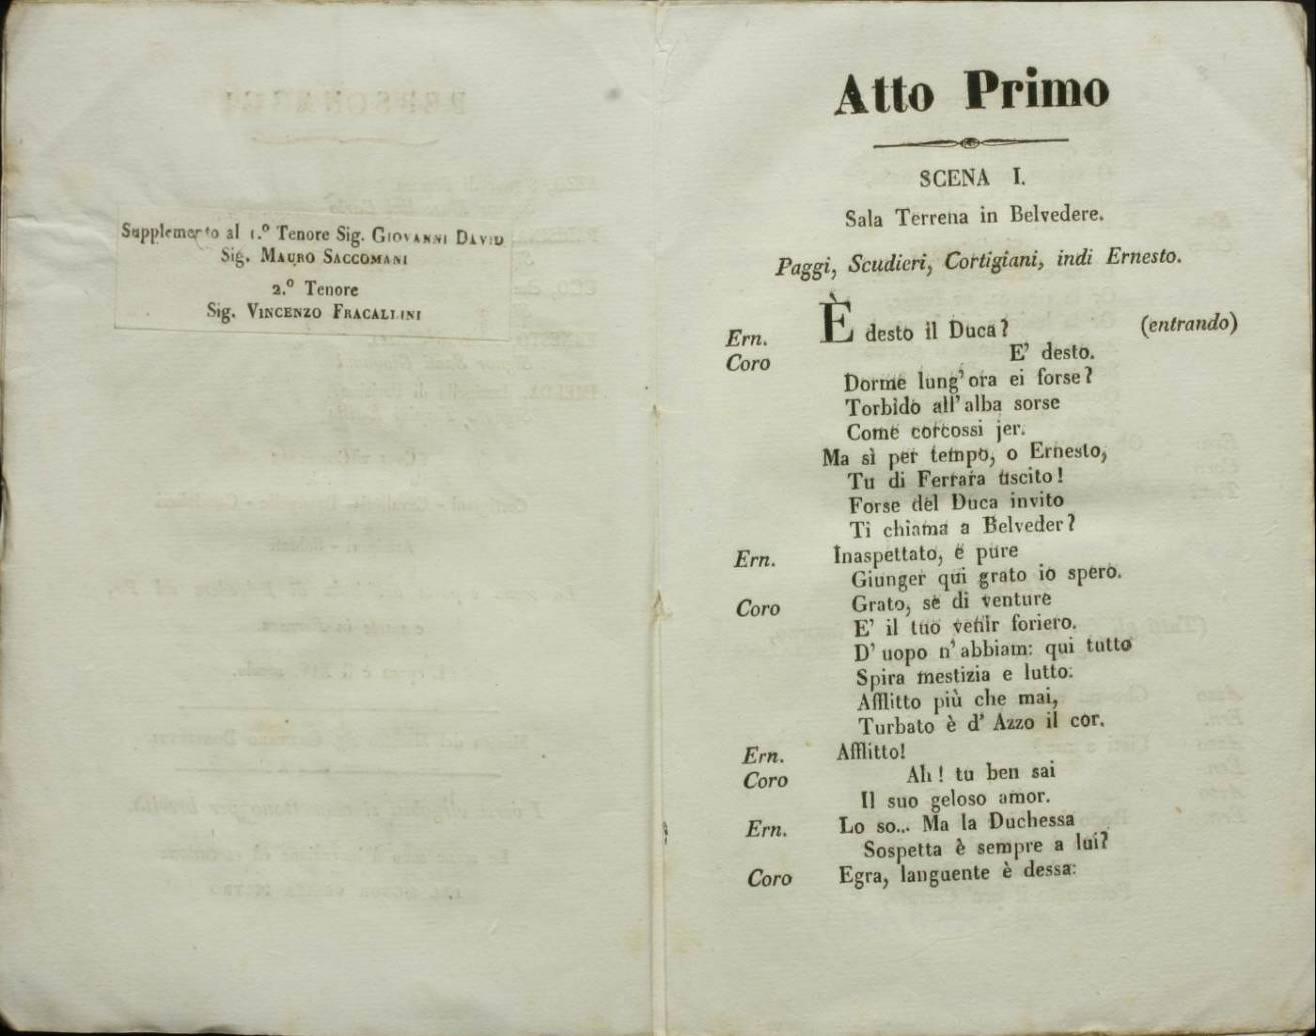 Supplemento al 1.º Tenore Sig. GIOVANNI DAVID
Sig. MAURO SACCOMANI
2.º Tenore
Sig. VINCENZO FRACALLINI
Atto Primo
SCENA I.
Sala Terrena in Belvedere.
Paggi, Scudieri, Cortigiani, indi Ernesto.
Ern. È desto il Duca? (entrando)
Coro E' desto.
Dorme lung'ora ei forse?
Torbido all'alba sorse
Come corcossi jer.
Ma sì per tempo, o Ernesto,
Tu di Ferrara uscito!
Forse del Duca invito
Ti chiama a Belveder?
Ern. Inaspettato, e pure
Giunger qui grato io spero.
Coro Grato, se di venture
E' il tuo venir foriero.
D' uopo n'abbiam: qui tutto
Spira mestizia e lutto:
Afflitto più che mai,
Turbato è d' Azzo il cor.
Ern. Afflitto!
Coro Ah! tu ben sai
Il suo geloso amor.
Ern. Lo so... Ma la Duchessa
Sospetta è sempre a lui?
Coro Egra, languente è dessa: